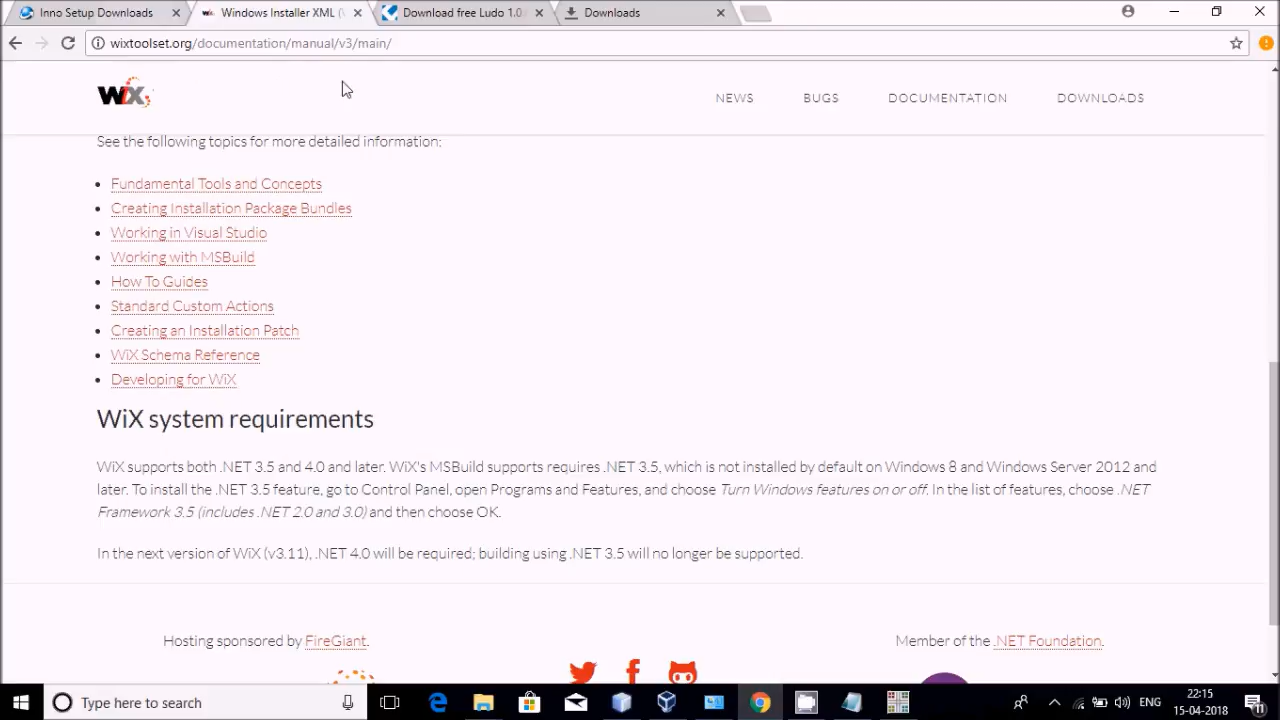 Inno Setup Downloads
Windows Installer XML (
Download free Ludo 1.0.
Downloads
wixtoolset.org/documentation/manual/v3/main/
WiX
NEWS
BUGS
DOCUMENTATION
DOWNLOADS
See the following topics for more detailed information:
Fundamental Tools and Concepts
Creating Installation Package Bundles
Working in Visual Studio
Working with MSBuild
How To Guides
Standard Custom Actions
Creating an Installation Patch
WiX Schema Reference
Developing for WiX
WiX system requirements
WiX supports both .NET 3.5 and 4.0 and later. WiX's MSBuild supports requires .NET 3.5, which is not installed by default on Windows 8 and Windows Server 2012 and
later. To install the .NET 3.5 feature, go to Control Panel, open Programs and Features, and choose Turn Windows features on or off. In the list of features, choose .NET
Framework 3.5 (includes .NET 2.0 and 3.0) and then choose OK.
In the next version of WiX (v3.11), .NET 4.0 will be required; building using .NET 3.5 will no longer be supported.
Hosting sponsored by FireGiant.
Member of the .NET Foundation.
Type here to search
ENG
22:15
15-04-2018
11